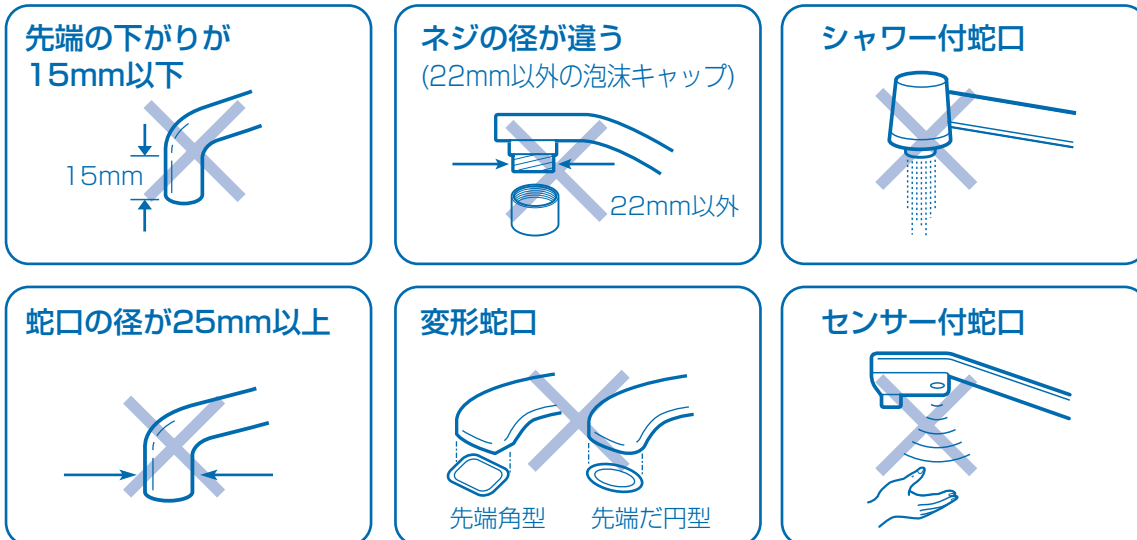 先端の下がりが
15mm以下
15mm
ネジの径が違う
(22mm以外の泡沫キャップ)
22mm以外
シャワー付蛇口
蛇口の径が25mm以上
変形蛇口
先端角型
先端だ円型
センサー付蛇口